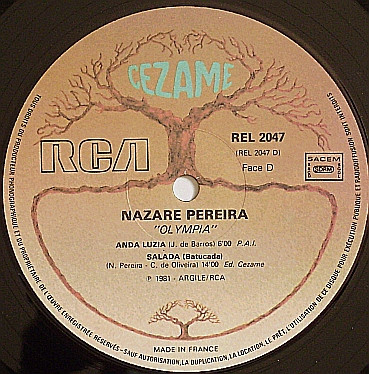 CEZAME
RCA
REL 2047
(REL 2047 D)
Face D
SACEM
SDRM
NAZARE PEREIRA
"OLYMPIA"
ANDA LUZIA (J. de Barros) 6'00 P.A.I.
SALADA (Batucada)
(N. Pereira - C. de Oliveira) 14'00 Ed. Cezame
P 1981 - ARGILE/RCA
MADE IN FRANCE
TOUS DROITS DU PRODUCTEUR PHONOGRAPHIQUE ET DU PROPRIÉTAIRE DE L'ŒUVRE ENREGISTRÉE RÉSERVÉS-SAUF AUTORISATION, LA DUPLICATION, LA LOCATION, LE PRÊT, L'UTILISATION DE CE DISQUE POUR EXÉCUTION PUBLIQUE ET RADIODIFFUSION SONT INTERDITS